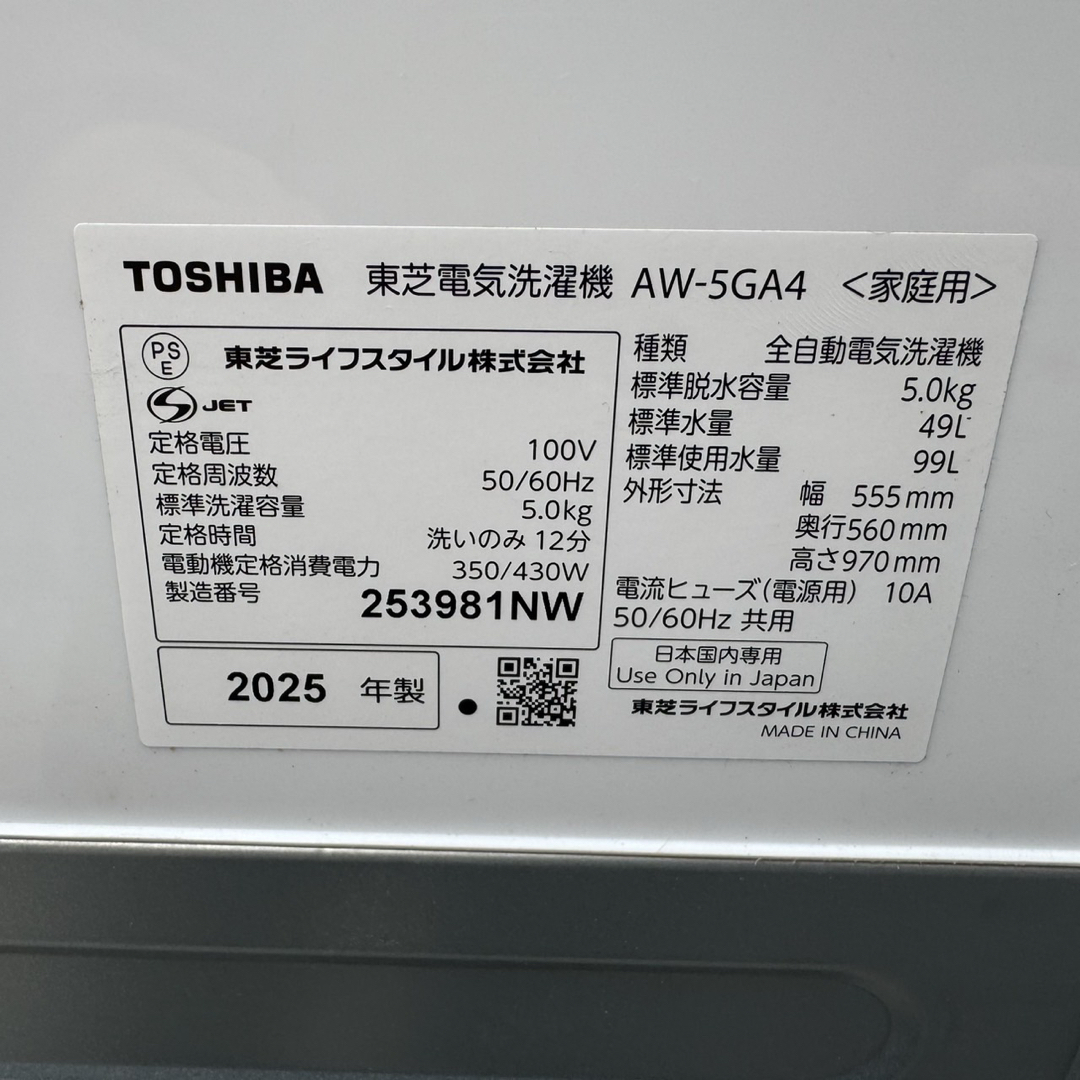 TOSHIBA 東芝電気洗濯機 AW-5GA4 <家庭用>
PSE 東芝ライフスタイル株式会社
S JET
定格電圧 100V
定格周波数 50/60Hz
標準洗濯容量 5.0kg
定格時間 洗いのみ 12分
電動機定格消費電力 350/430W
製造番号 253981NW
2025 年製
種類 全自動電気洗濯機
標準脱水容量 5.0kg
標準水量 49L
標準使用水量 99L
外形寸法 幅 555mm
奥行560mm
高さ970mm
電流ヒューズ(電源用) 10A
50/60Hz 共用
日本国内専用
Use Only in Japan
東芝ライフスタイル株式会社
MADE IN CHINA